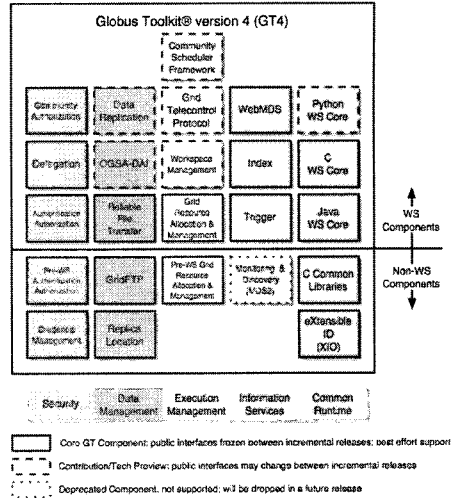 Globus Toolkit® version 4 (GT4)
Community
Scheduler
Framework
Community
Authorization
Data
Replication
Grid
Telecontrol
Protocol
WebMDS
Python
WS Core
Delegation
OGSA-DAI
Workspace
Management
Index
C
WS Core
Authentication
Authorization
Reliable
File
Transfer
Grid
Resource
Allocation &
Management
Trigger
Java
WS Core
WS
Components
Non-WS
Components
Pre-WS
Authentication
Authorization
GridFTP
Pre-WS Grid
Resource
Allocation
& Management
Monitoring &
Discovery
(MDS2)
C Common
Libraries
Credential
Management
Replica
Location
eXtensible
IO
(XIO)
Security
Data
Management
Execution
Management
Information
Services
Common
Runtime
Core GT Component: public interfaces frozen between incremental releases; best effort support
Contribution/Tech Preview: public interfaces may change between incremental releases
Deprecated Component: not supported; will be dropped in a future release